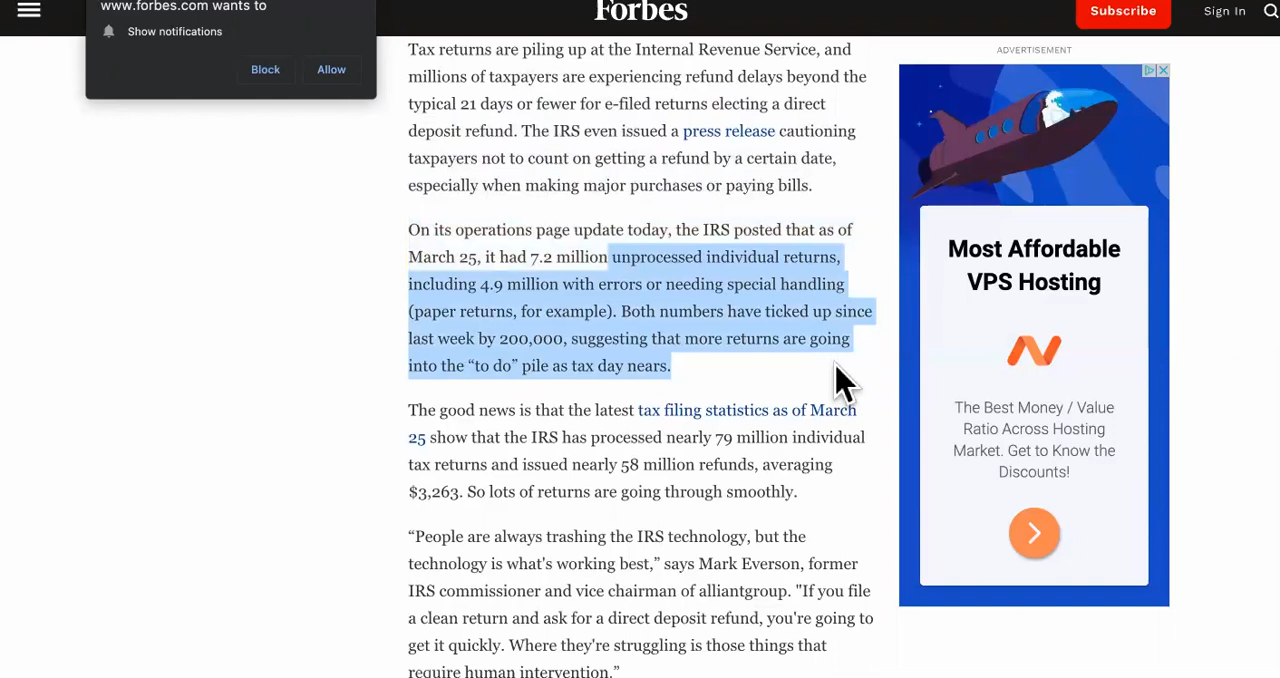 www.forbes.com wants to
Show notifications
Block
Allow
Forbes
Subscribe
Sign In
Tax returns are piling up at the Internal Revenue Service, and
millions of taxpayers are experiencing refund delays beyond the
typical 21 days or fewer for e-filed returns electing a direct
deposit refund. The IRS even issued a press release cautioning
taxpayers not to count on getting a refund by a certain date,
especially when making major purchases or paying bills.
On its operations page update today, the IRS posted that as of
March 25, it had 7.2 million unprocessed individual returns,
including 4.9 million with errors or needing special handling
(paper returns, for example). Both numbers have ticked up since
last week by 200,000, suggesting that more returns are going
into the “to do” pile as tax day nears.
The good news is that the latest tax filing statistics as of March
25 show that the IRS has processed nearly 79 million individual
tax returns and issued nearly 58 million refunds, averaging
$3,263. So lots of returns are going through smoothly.
“People are always trashing the IRS technology, but the
technology is what's working best,” says Mark Everson, former
IRS commissioner and vice chairman of alliantgroup. "If you file
a clean return and ask for a direct deposit refund, you're going to
get it quickly. Where they're struggling is those things that
require human intervention.”
ADVERTISEMENT
Most Affordable
VPS Hosting
The Best Money / Value
Ratio Across Hosting
Market. Get to Know the
Discounts!